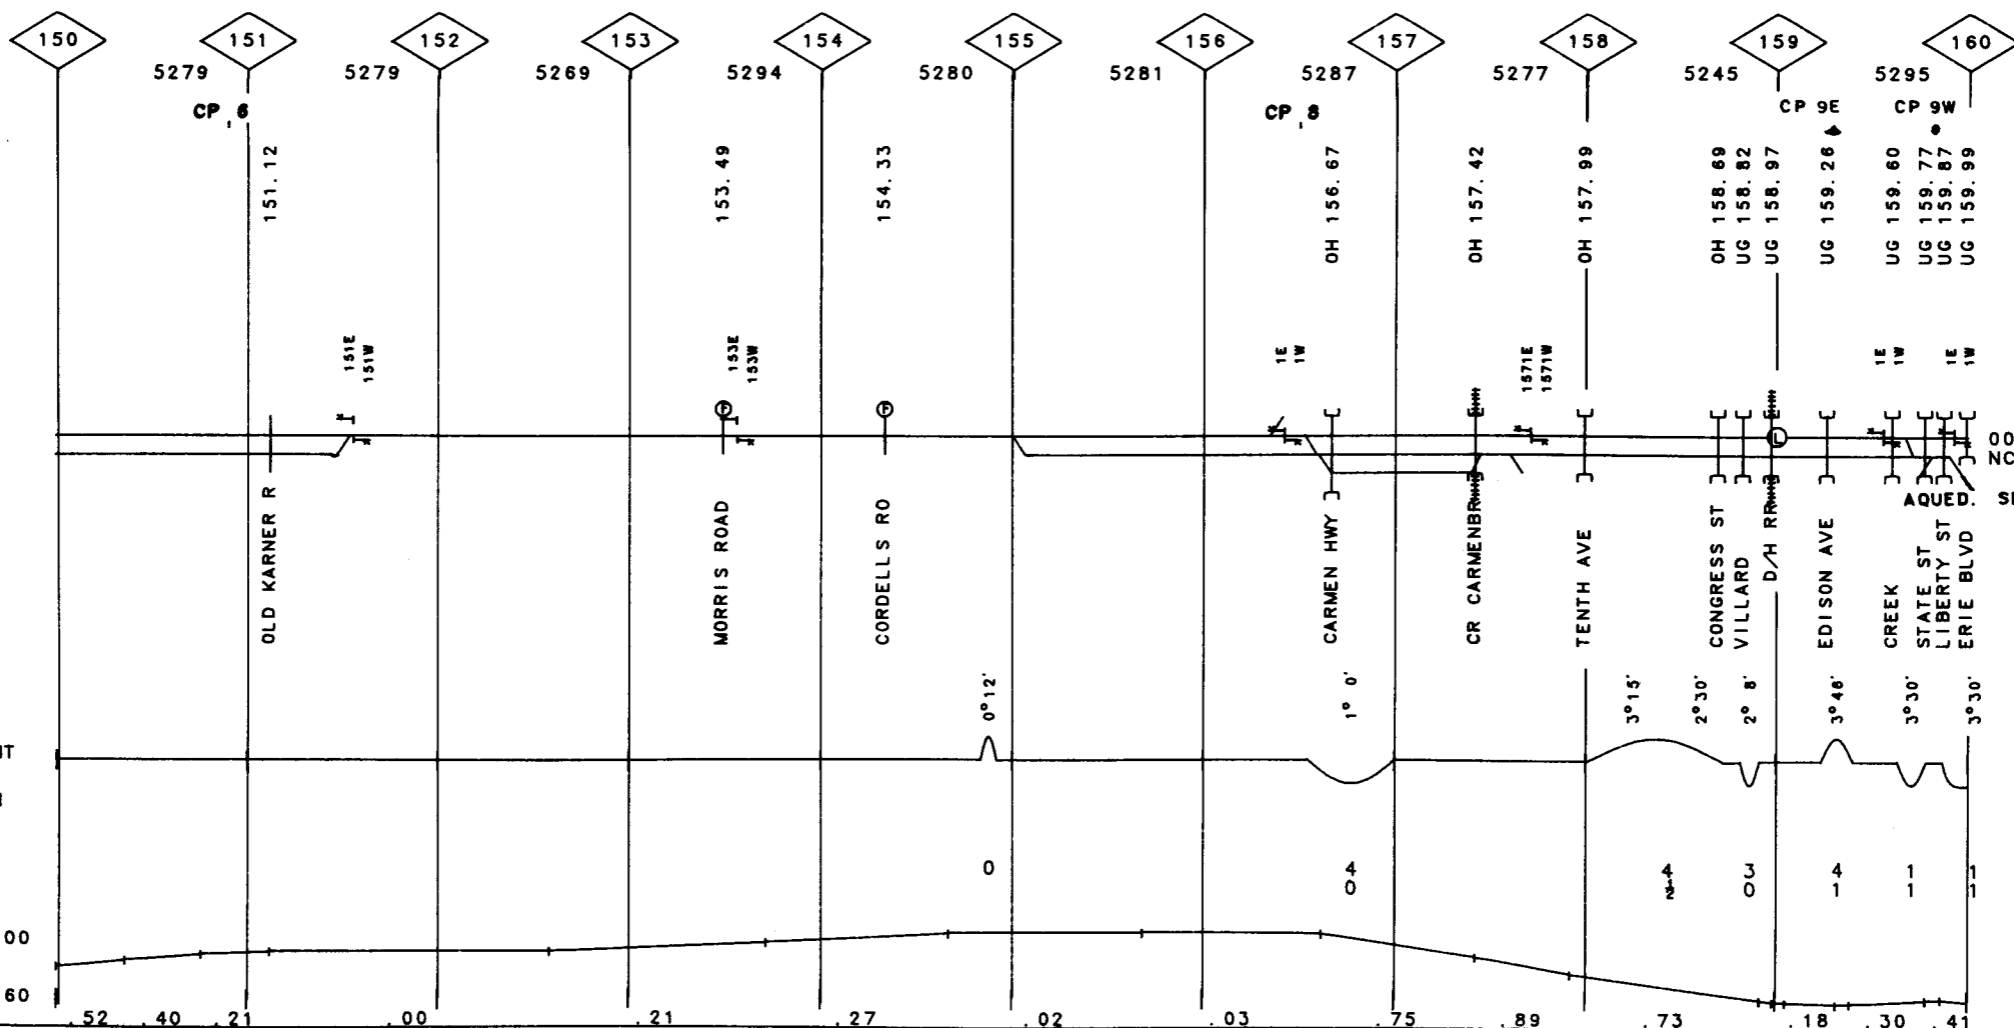 150 151 152 153 154 155 156 157 158 159 160
5279 5279 5269 5294 5280 5281 5287 5277 5245 5295
CP 6 CP 8 CP 9E CP 9W
151.12
153.49
154.33
OH 156.67
OH 157.42
OH 157.99
OH 158.69
UG 158.82
UG 158.97
UG 159.26
UG 159.60
UG 159.77
UG 159.87
UG 159.99
151E
151W
153E
153W
1E
1W
1571E
1571W
1E
1W
1E
1W
F
F
L
00
NC
AQUED.
OLD KARNER R
MORRIS ROAD
CORDELLS RO
CARMEN HWY
CR CARMENBR
TENTH AVE
CONGRESS ST
VILLARD
D/H RR
EDISON AVE
CREEK
STATE ST
LIBERTY ST
ERIE BLVD
0°12'
1° 0'
3°15'
2°30'
2° 8'
3°46'
3°30'
3°30'
0 4 4 3 4 1 1
0 0 1 1 1
00
60
.52 .40 .21 .00 .21 .27 .02 .03 .75 .89 .73 .18 .30 .41